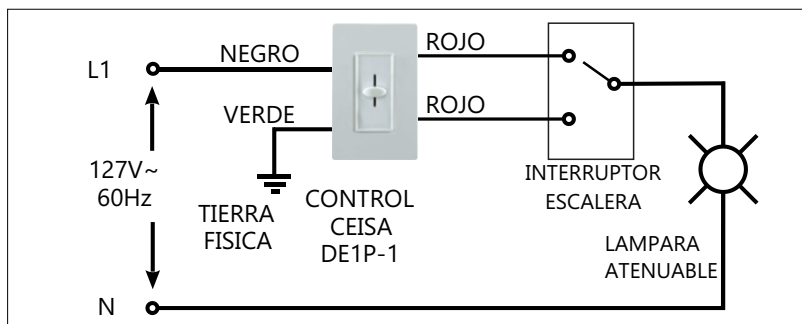 L1
NEGRO
ROJO
VERDE
ROJO
127V~
60Hz
TIERRA
FISICA
CONTROL
CEISA
DE1P-1
INTERRUPTOR
ESCALERA
LAMPARA
ATENUABLE
N